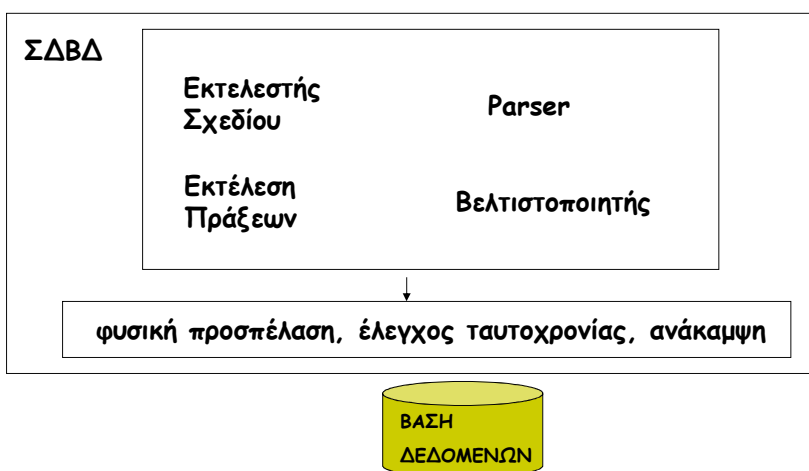 ΣΔΒΔ
Εκτελεστής
Σχεδίου
Parser
Εκτέλεση
Πράξεων
Βελτιστοποιητής
φυσική προσπέλαση, έλεγχος ταυτοχρονίας, ανάκαμψη
ΒΑΣΗ
ΔΕΔΟΜΕΝΩΝ